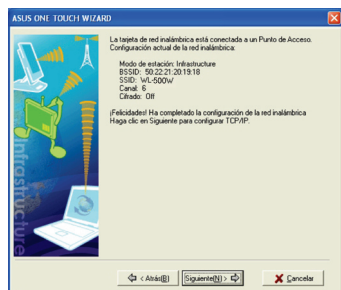 ASUS ONE TOUCH WIZARD
La tarjeta de red inalámbrica está conectada a un Punto de Acceso.
Configuración actual de la red inalámbrica:
Modo de estación: Infrastructure
BSSID: 50:22:21:20:19:18
SSID: WL-500W
Canal: 6
Cifrado: Off
¡Felicidades! Ha completado la configuración de la red inalámbrica
Haga clic en Siguiente para configurar TCP/IP.
Infrastructure
< Atrás(B)
Siguiente(N) >
Cancelar